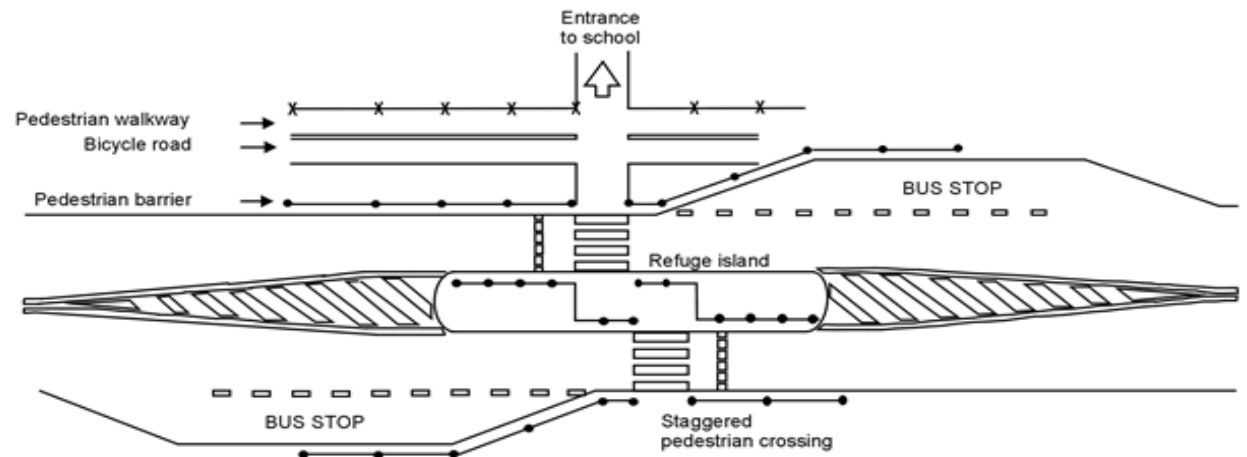 Entrance
to school
Pedestrian walkway
Bicycle road
Pedestrian barrier
BUS STOP
Refuge island
BUS STOP
Staggered
pedestrian crossing